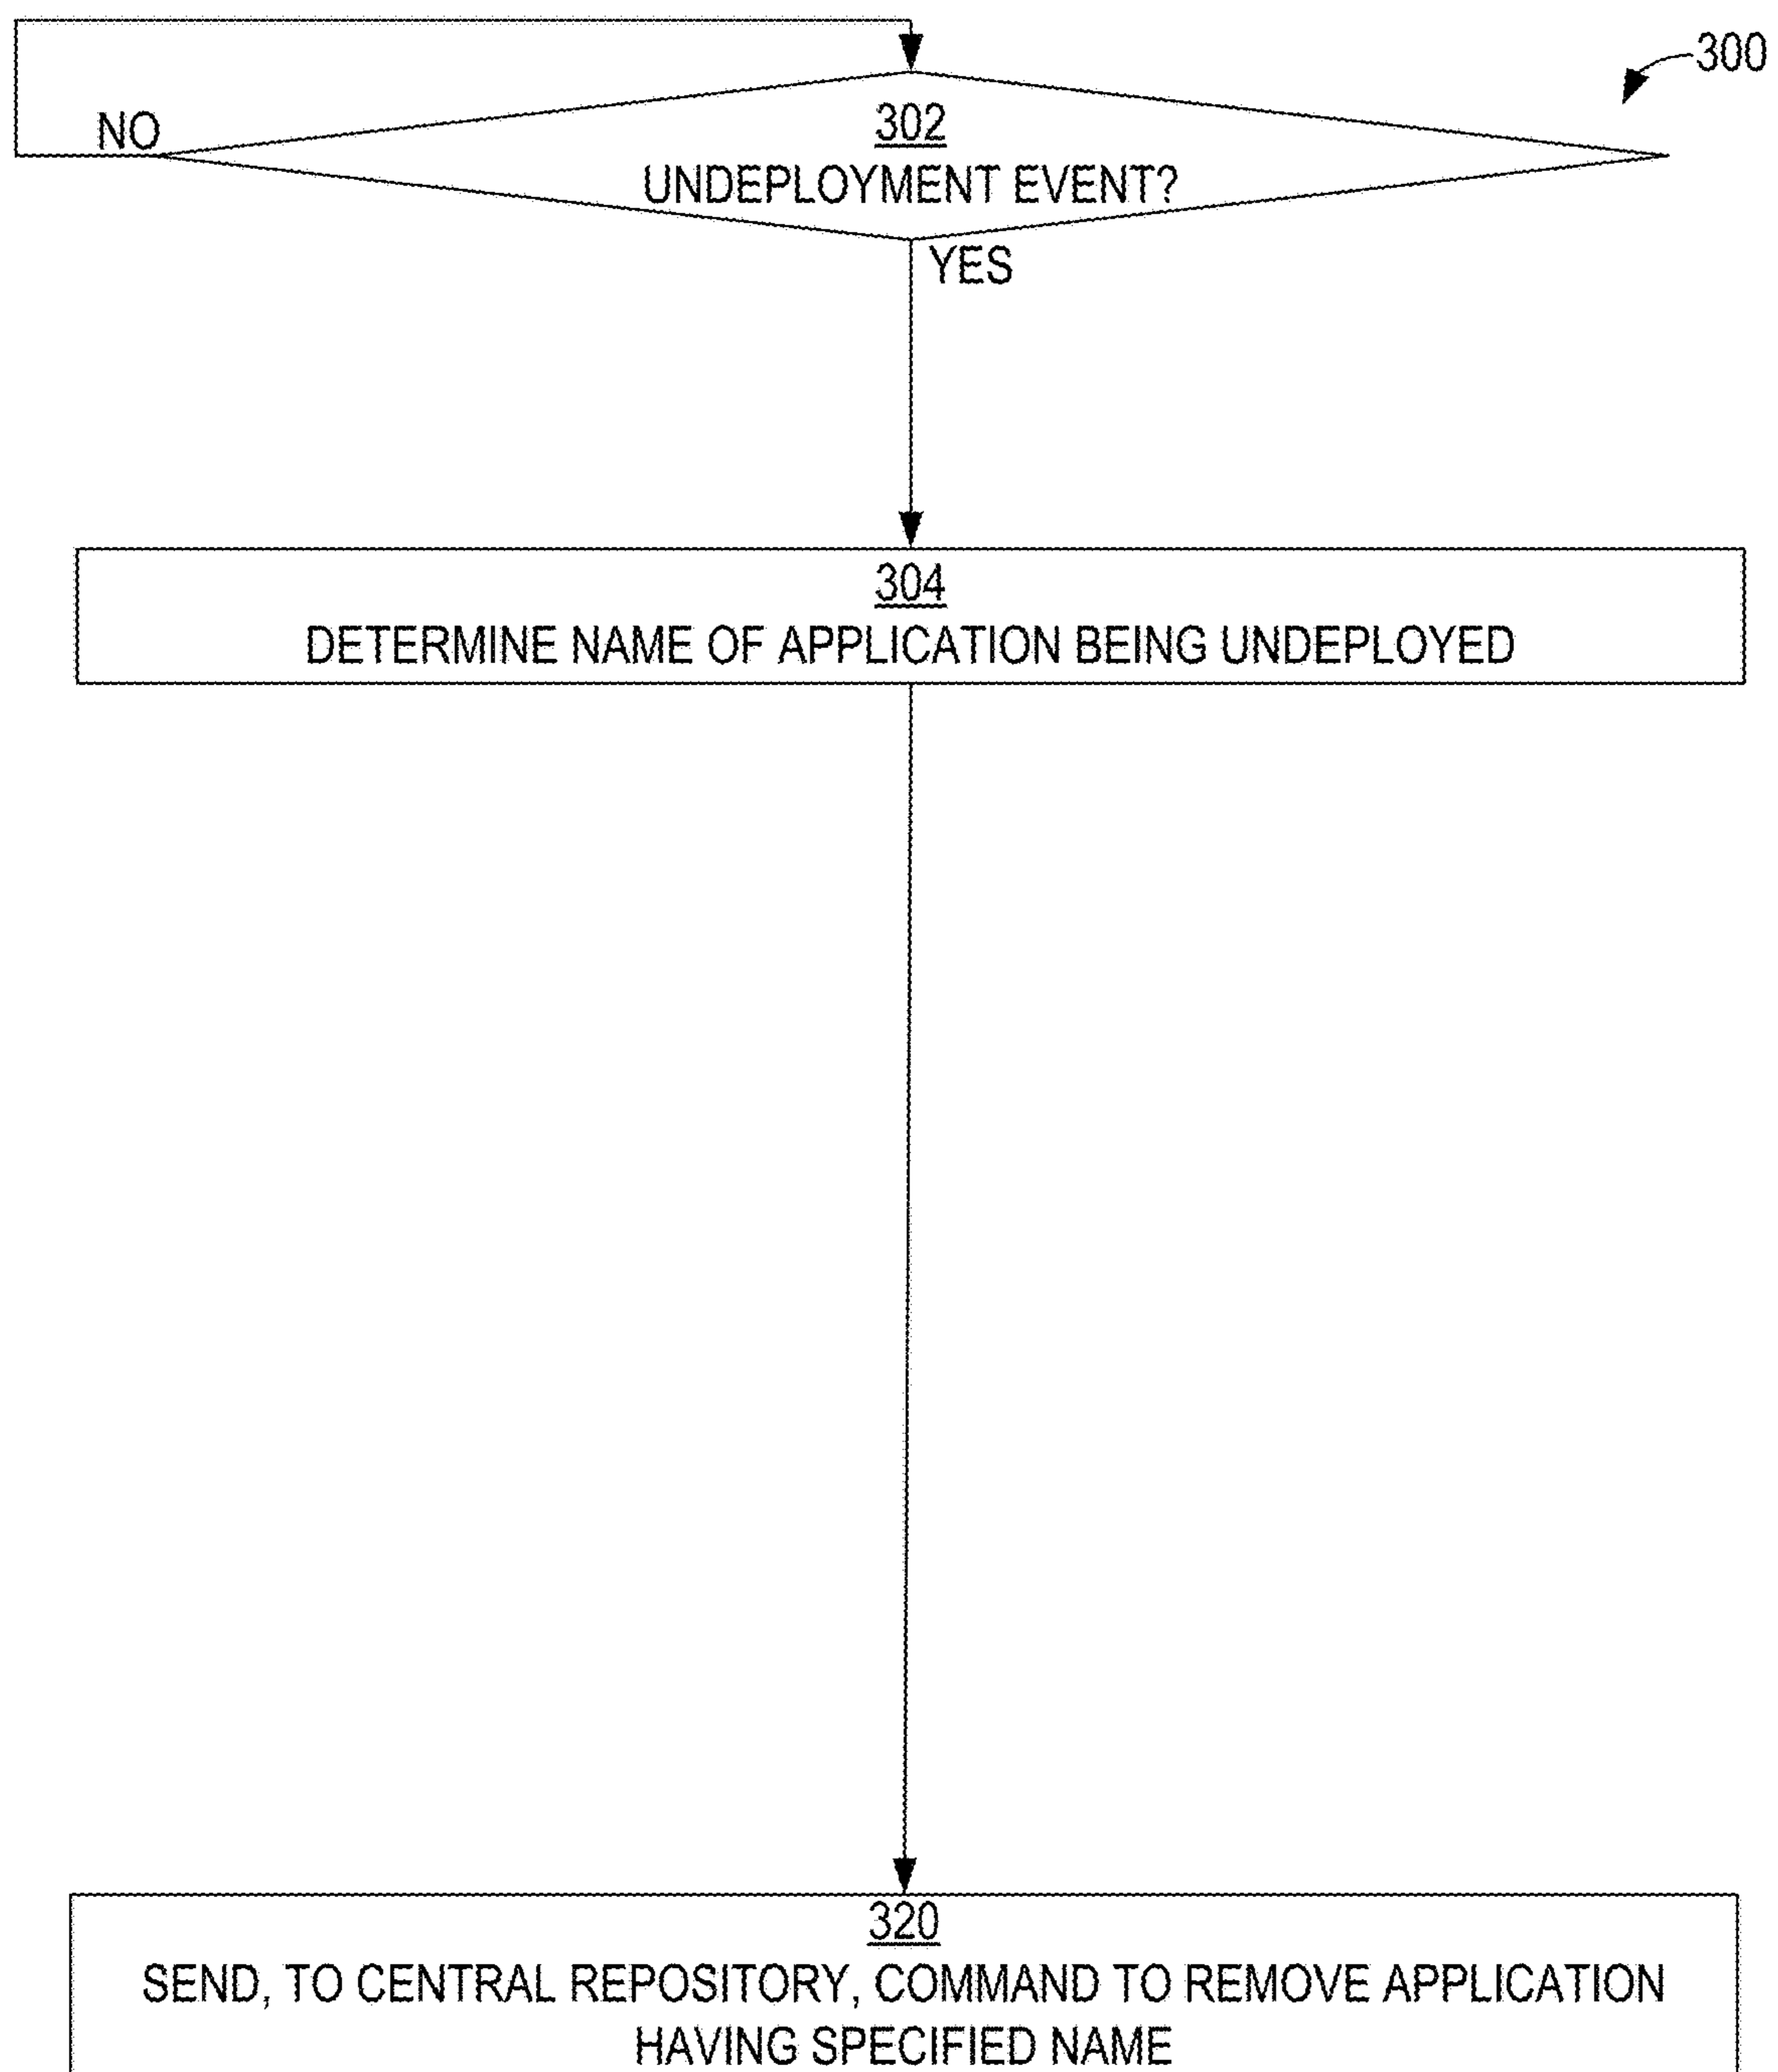 300
302
NO
UNDEPLOYMENT EVENT?
YES
304
DETERMINE NAME OF APPLICATION BEING UNDEPLOYED
320
SEND, TO CENTRAL REPOSITORY, COMMAND TO REMOVE APPLICATION
HAVING SPECIFIED NAME